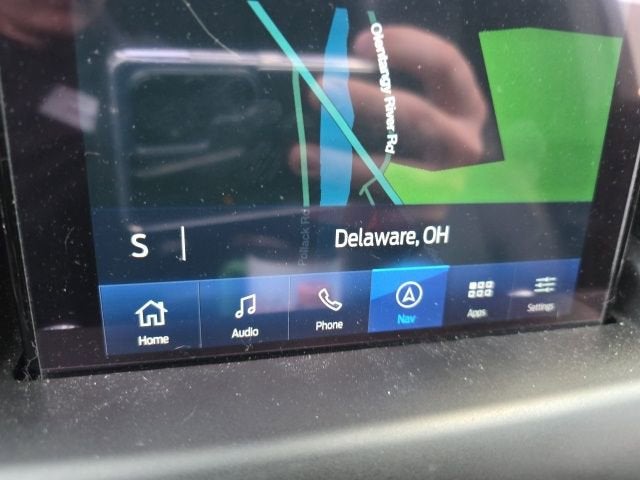 Olentangy River Rd
Pollack Rd
S
Delaware, OH
Home
Audio
Phone
Nav
Apps
Settings